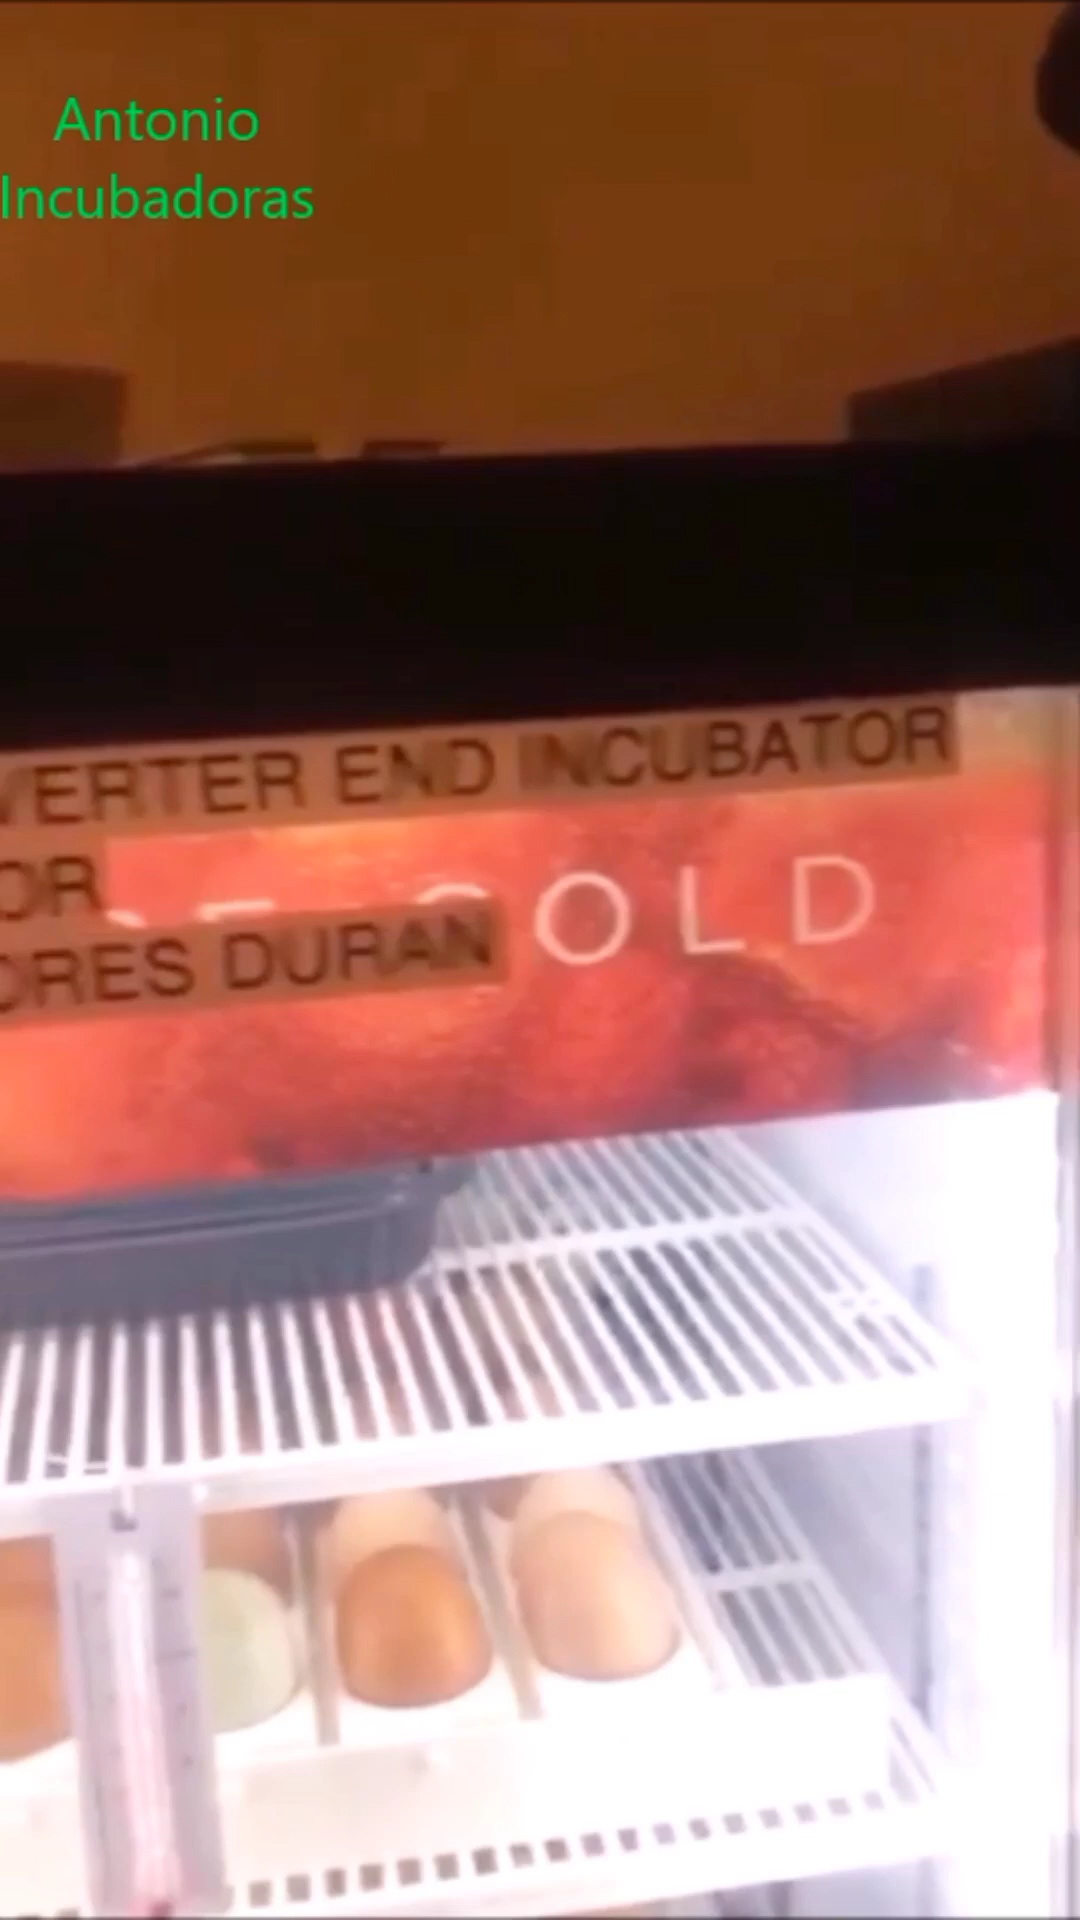 Antonio
Incubadoras
VERTER END INCUBATOR
OR
ORES DURAN
OLD